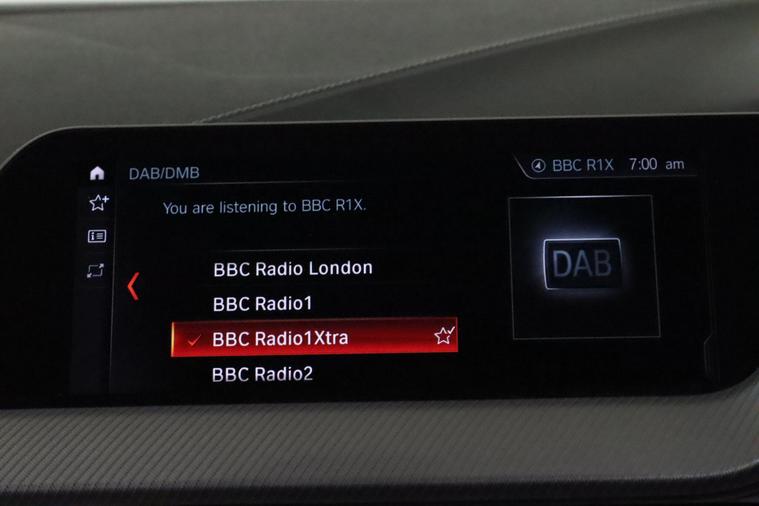 DAB/DMB
BBC R1X 7:00 am
You are listening to BBC R1X.
DAB
BBC Radio London
BBC Radio1
BBC Radio1Xtra
BBC Radio2